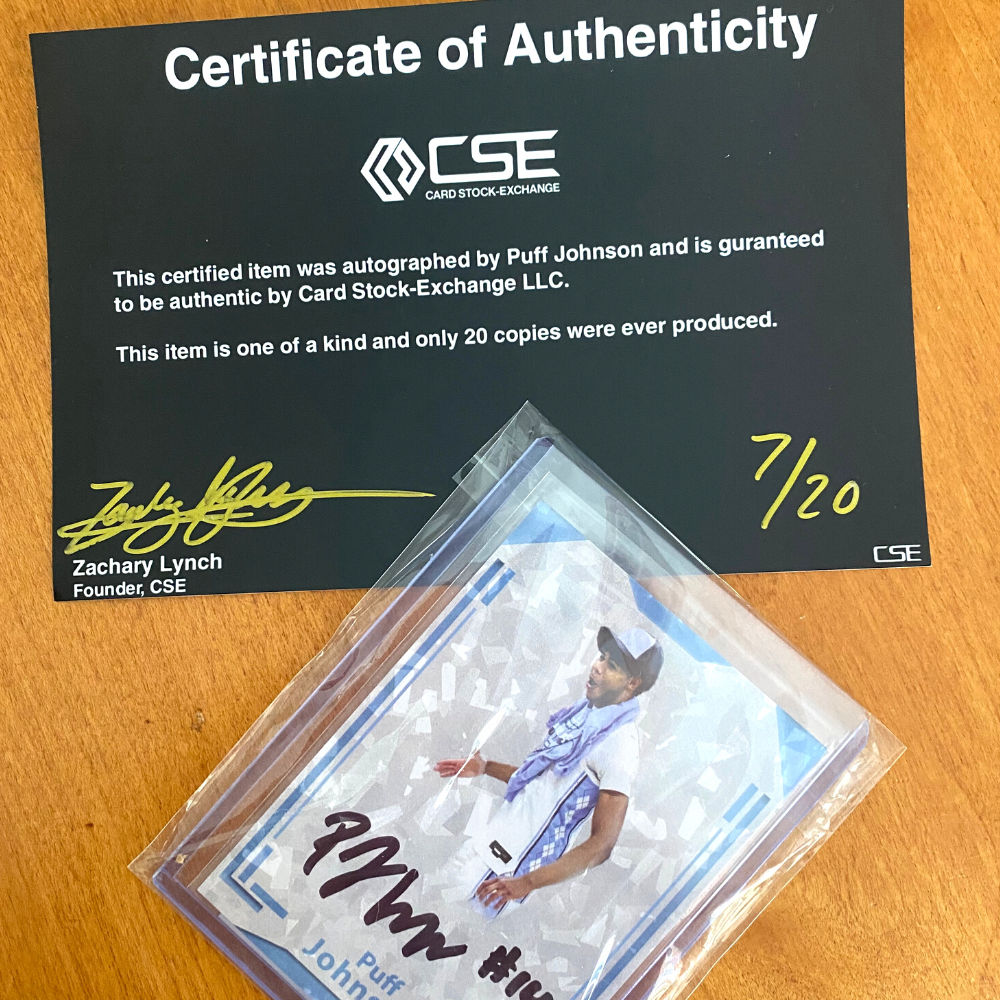 Certificate of Authenticity
CSE
CARD STOCK-EXCHANGE
This certified item was autographed by Puff Johnson and is guranteed
to be authentic by Card Stock-Exchange LLC.
This item is one of a kind and only 20 copies were ever produced.
7/20
Zachary Lynch
Founder, CSE
CSE
#14
Puff